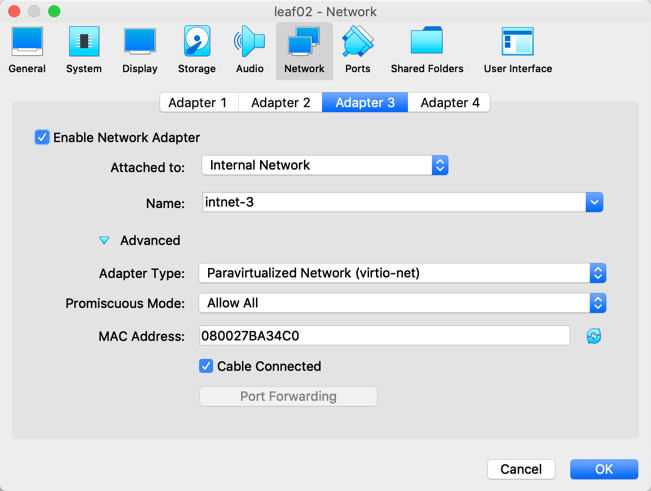 leaf02 - Network
General System Display Storage Audio Network Ports Shared Folders User Interface
Adapter 1 Adapter 2 Adapter 3 Adapter 4
Enable Network Adapter
Attached to: Internal Network
Name: intnet-3
Advanced
Adapter Type: Paravirtualized Network (virtio-net)
Promiscuous Mode: Allow All
MAC Address: 080027BA34C0
Cable Connected
Port Forwarding
Cancel OK